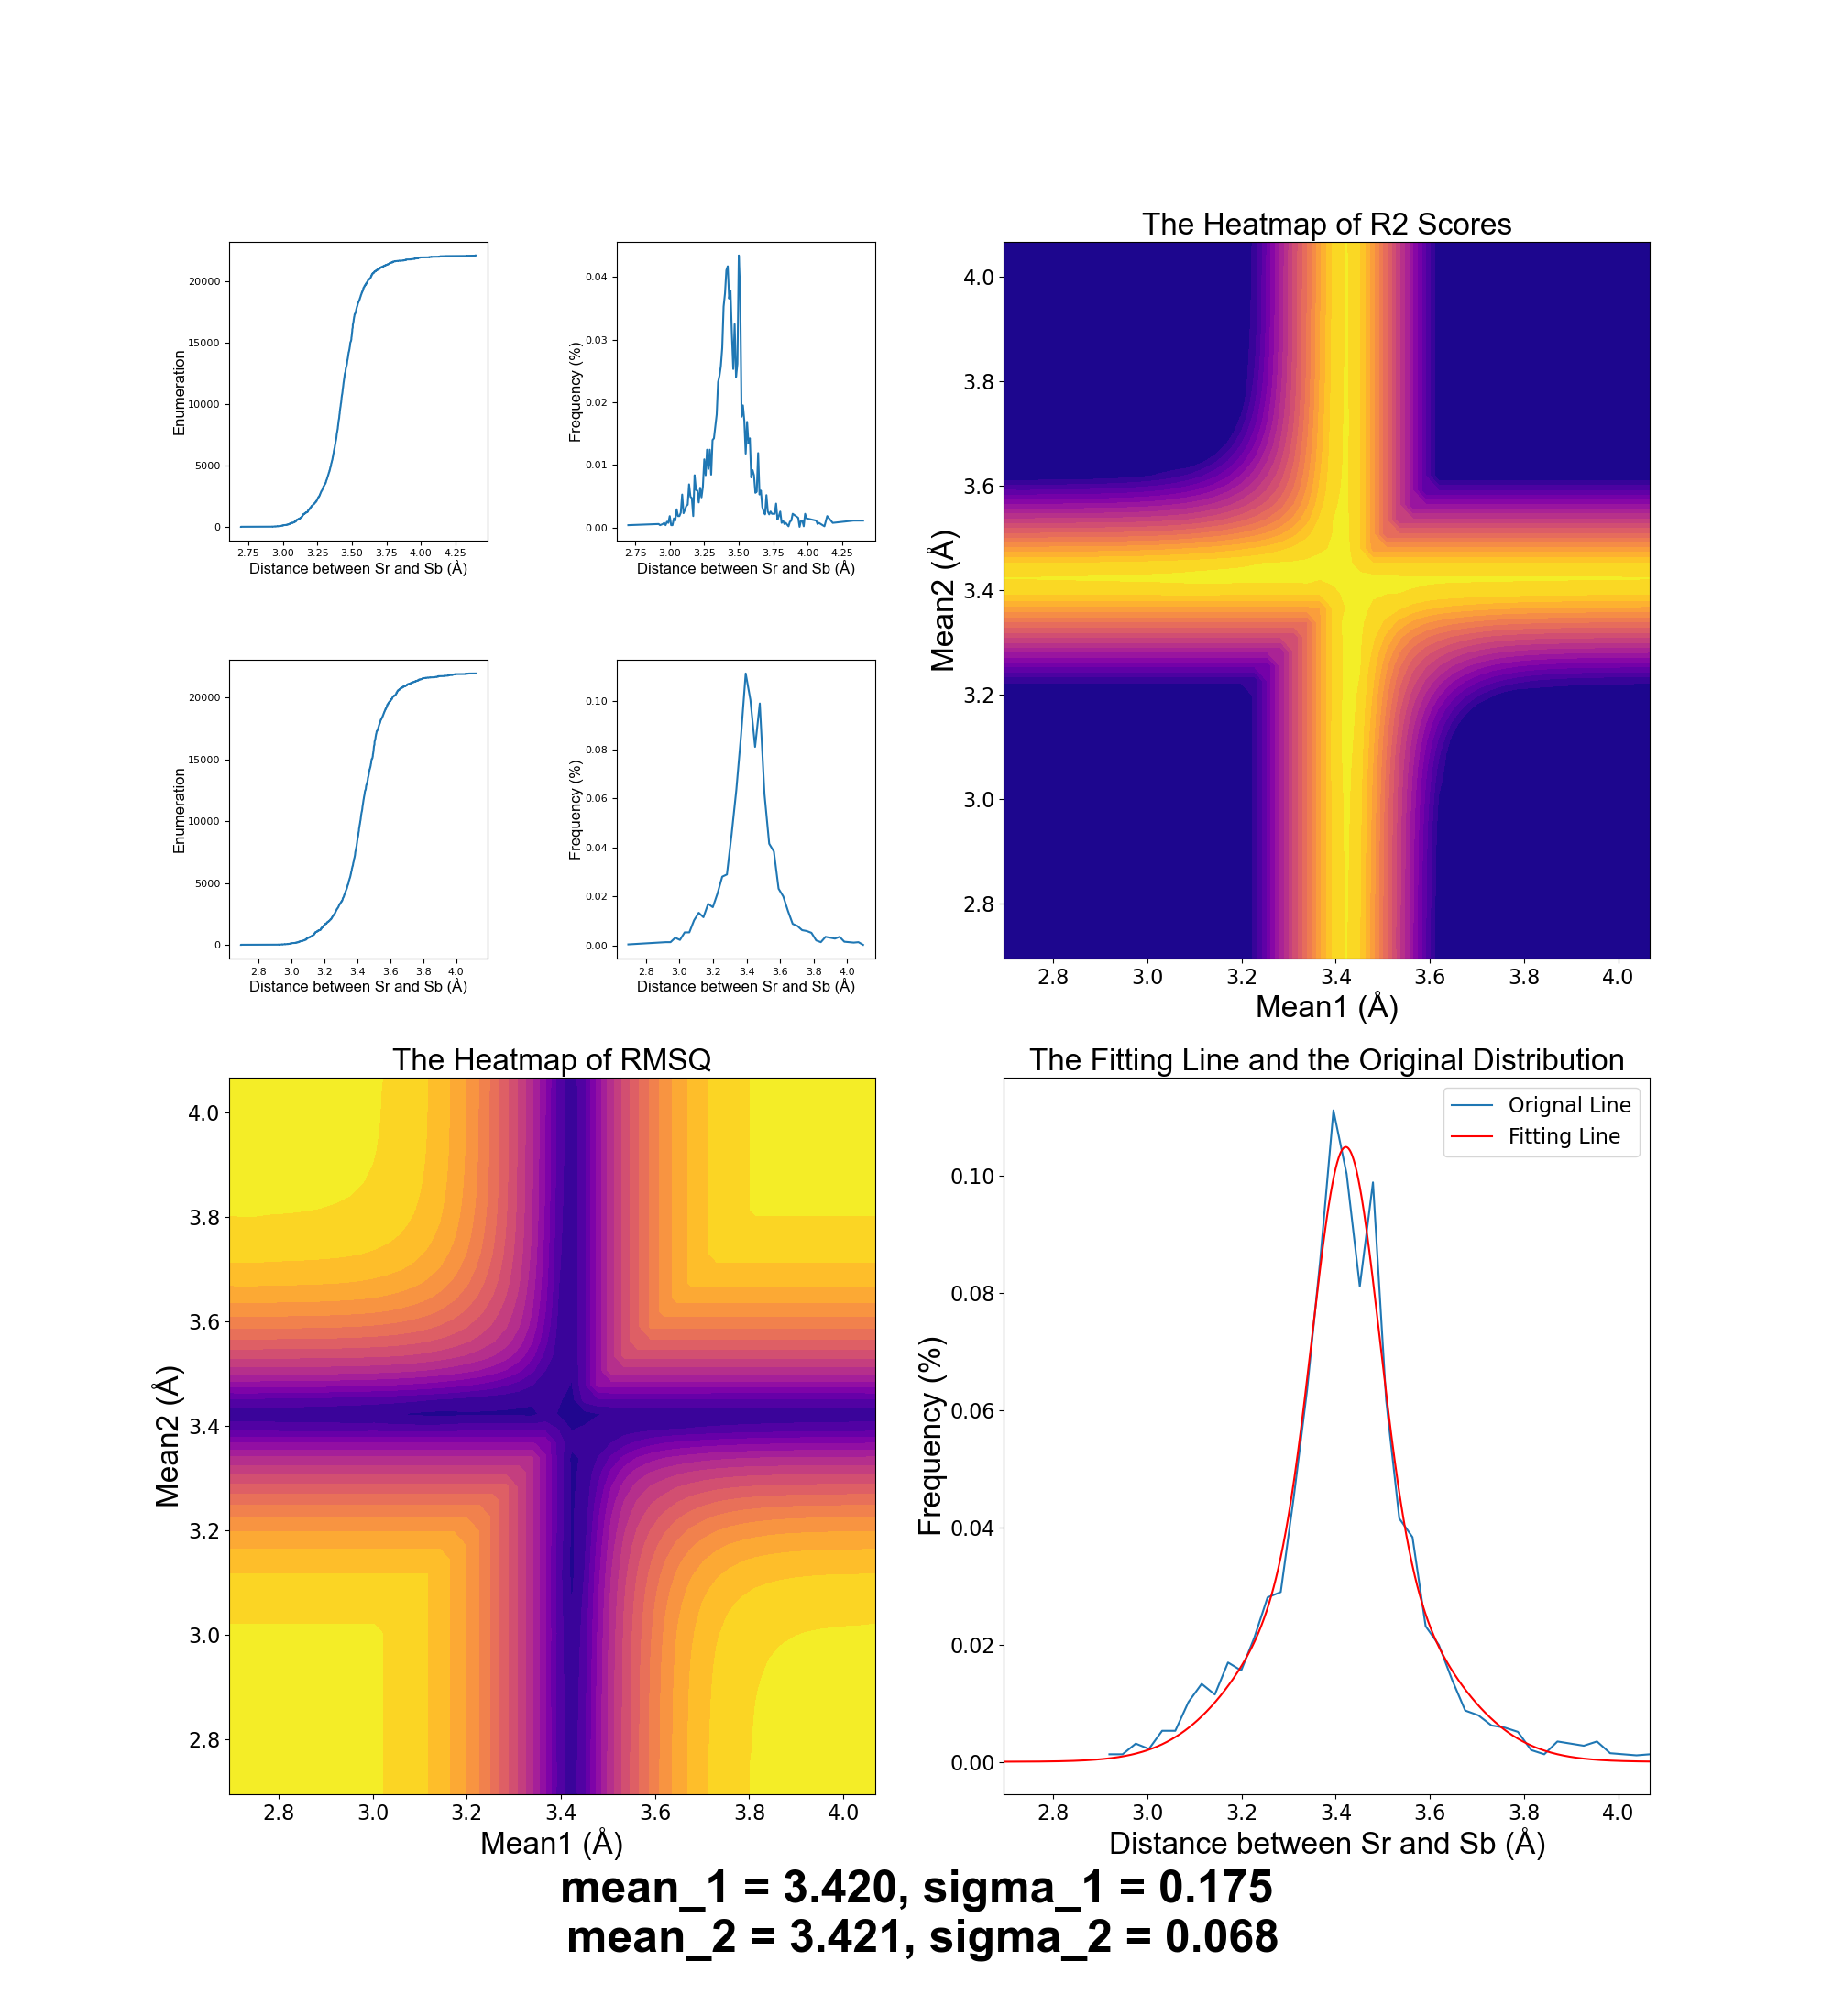 20000
15000
10000
5000
0
Enumeration
2.75 3.00 3.25 3.50 3.75 4.00 4.25
Distance between Sr and Sb (Å)
0.04
0.03
0.02
0.01
0.00
Frequency (%)
2.75 3.00 3.25 3.50 3.75 4.00 4.25
Distance between Sr and Sb (Å)
The Heatmap of R2 Scores
4.0
3.8
3.6
3.4
3.2
3.0
2.8
Mean2 (Å)
2.8 3.0 3.2 3.4 3.6 3.8 4.0
Mean1 (Å)
20000
15000
10000
5000
0
Enumeration
2.8 3.0 3.2 3.4 3.6 3.8 4.0
Distance between Sr and Sb (Å)
0.10
0.08
0.06
0.04
0.02
0.00
Frequency (%)
2.8 3.0 3.2 3.4 3.6 3.8 4.0
Distance between Sr and Sb (Å)
The Heatmap of RMSQ
4.0
3.8
3.6
3.4
3.2
3.0
2.8
Mean2 (Å)
2.8 3.0 3.2 3.4 3.6 3.8 4.0
Mean1 (Å)
The Fitting Line and the Original Distribution
Orignal Line
Fitting Line
0.10
0.08
0.06
0.04
0.02
0.00
Frequency (%)
2.8 3.0 3.2 3.4 3.6 3.8 4.0
Distance between Sr and Sb (Å)
mean_1 = 3.420, sigma_1 = 0.175
mean_2 = 3.421, sigma_2 = 0.068